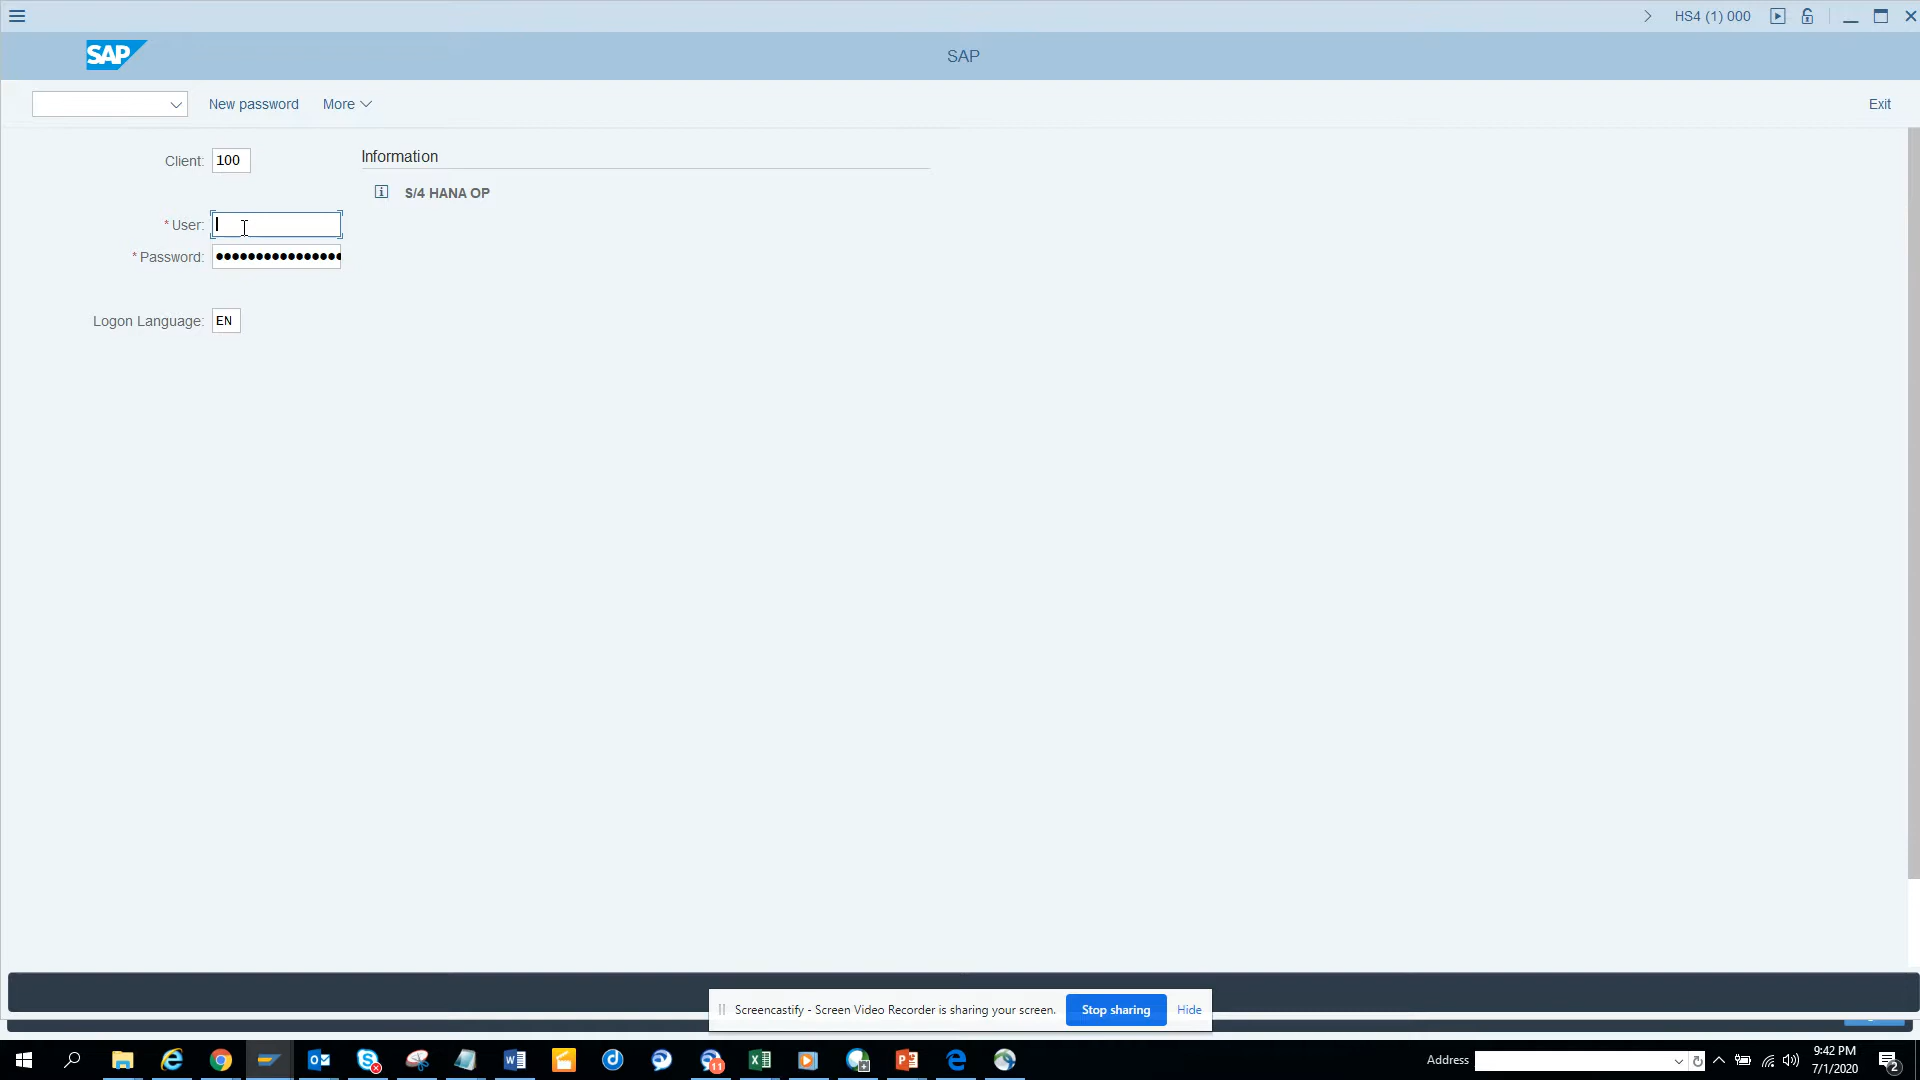 HS4 (1) 000
SAP
SAP
New password
More
Exit
Client: 100
Information
S/4 HANA OP
* User:
* Password: ●●●●●●●●●●●●●●●●
Logon Language: EN
Screencastify - Screen Video Recorder is sharing your screen.
Stop sharing
Hide
11
Address
9:42 PM
7/1/2020
2